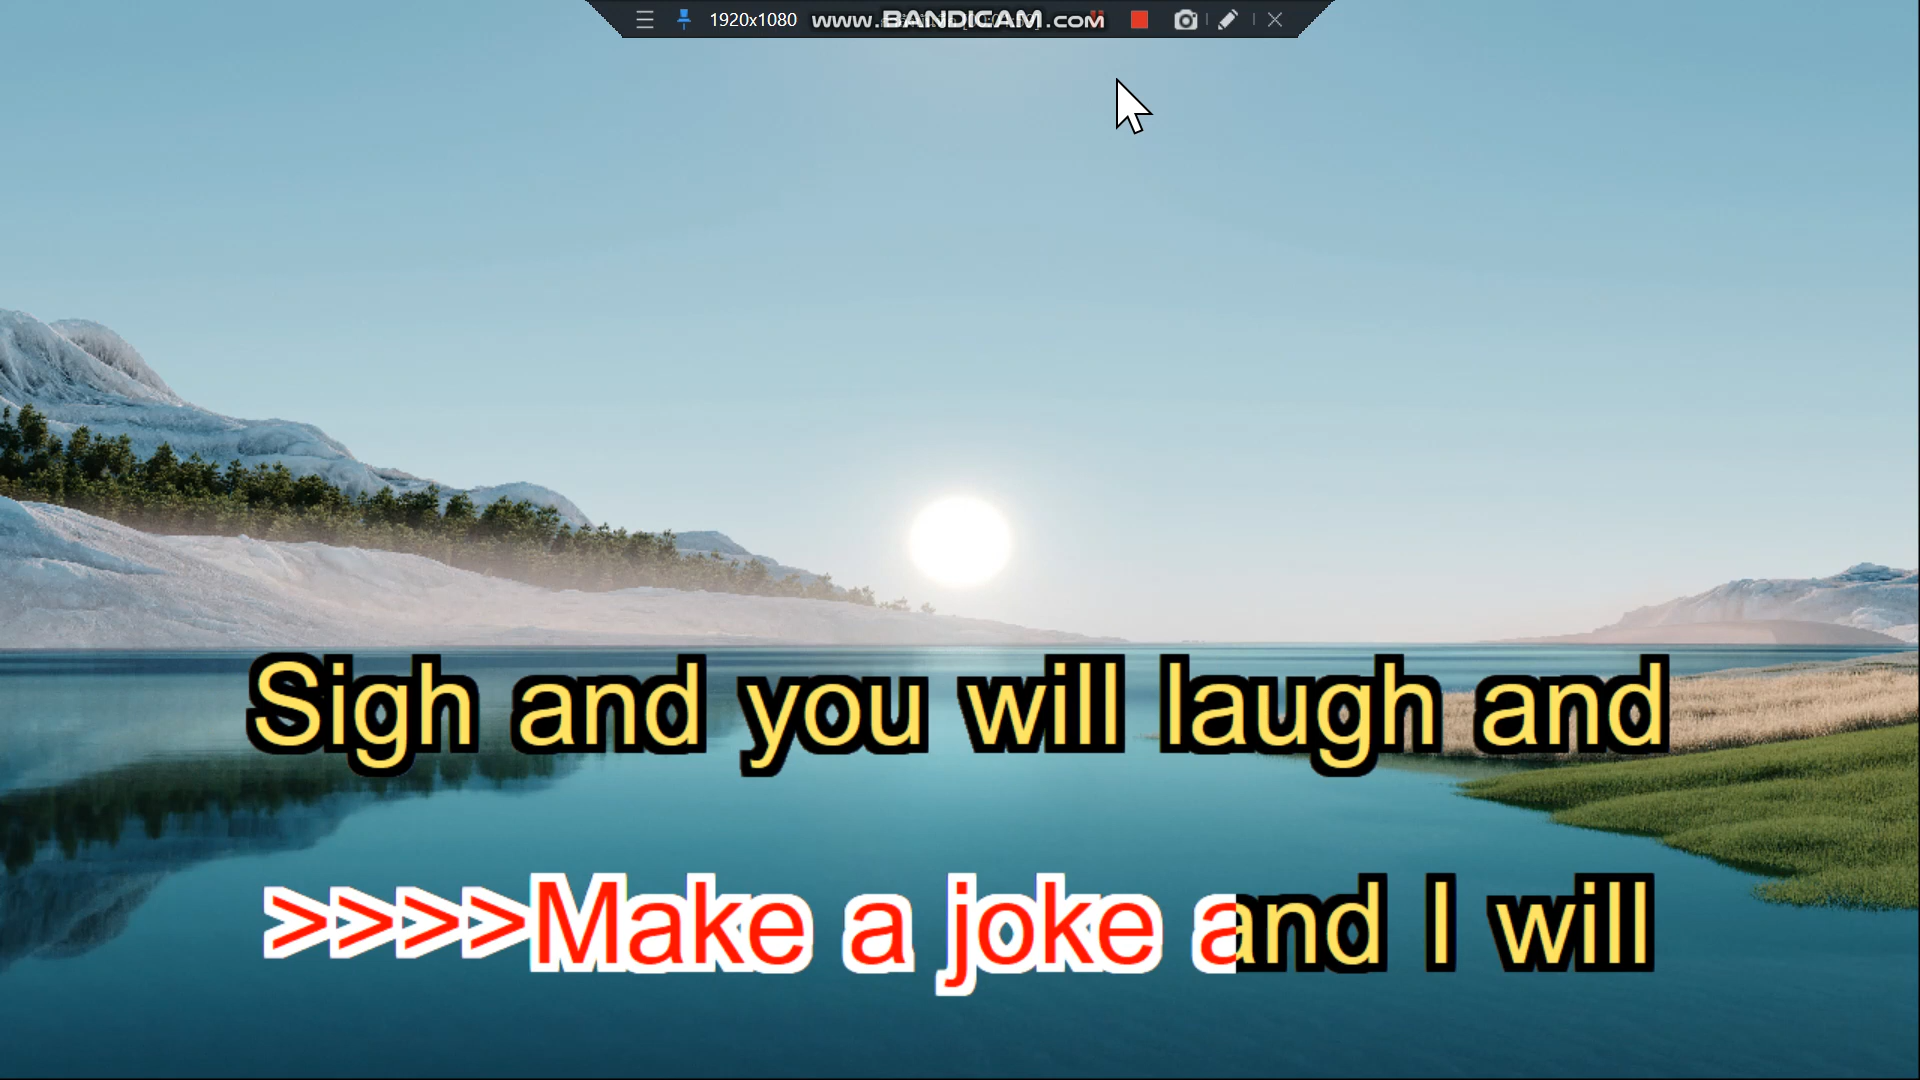 1920x1080 www.BANDICAM.com
Sigh and you will laugh and
>>>>Make a joke and I will